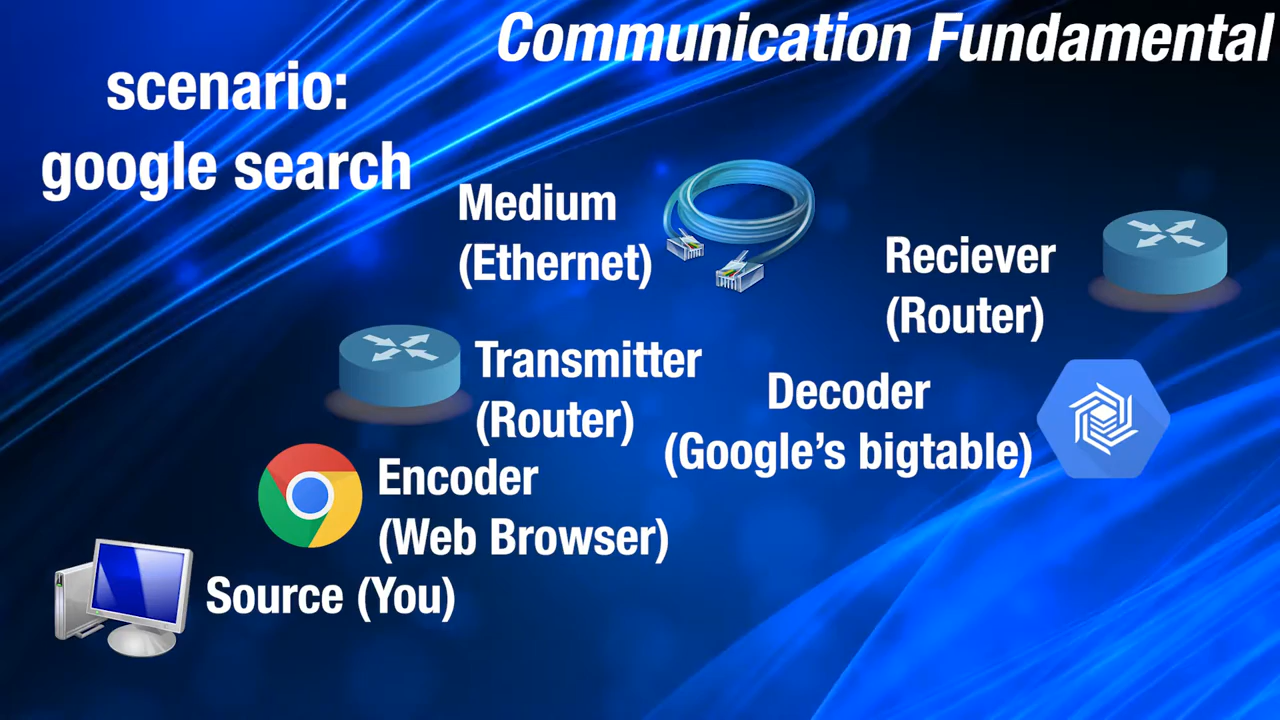 Communication Fundamental
scenario:
google search
Medium
(Ethernet)
Reciever
(Router)
Transmitter
(Router)
Decoder
(Google's bigtable)
Encoder
(Web Browser)
Source (You)